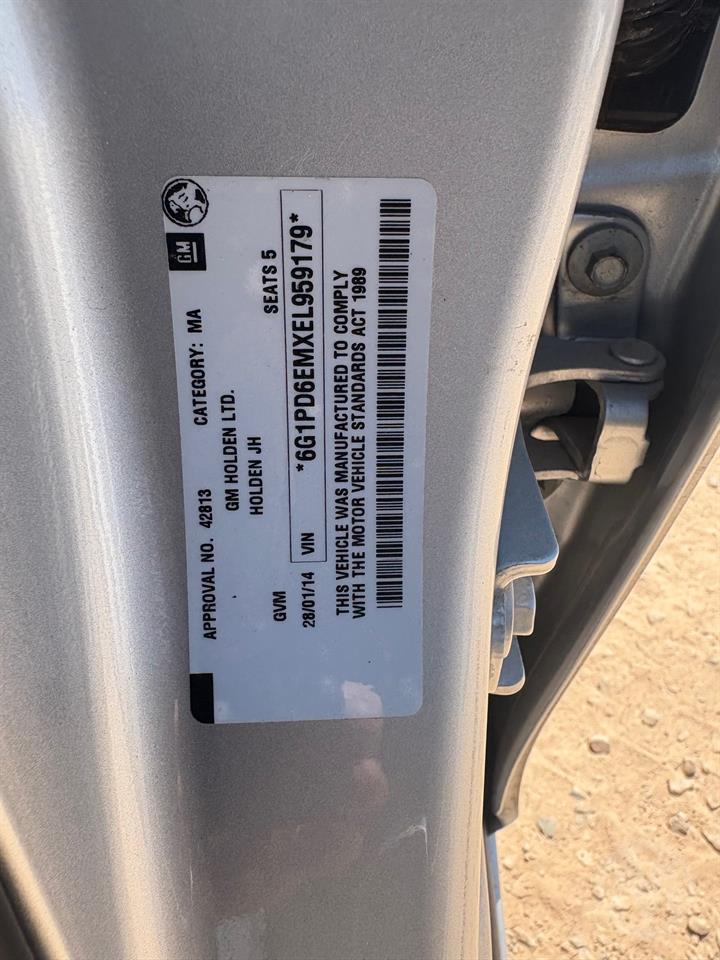 GM
APPROVAL NO. 42813 CATEGORY: MA
GM HOLDEN LTD.
HOLDEN JH
GVM SEATS 5
28/01/14 VIN *6G1PD6EMXEL959179*
THIS VEHICLE WAS MANUFACTURED TO COMPLY
WITH THE MOTOR VEHICLE STANDARDS ACT 1989